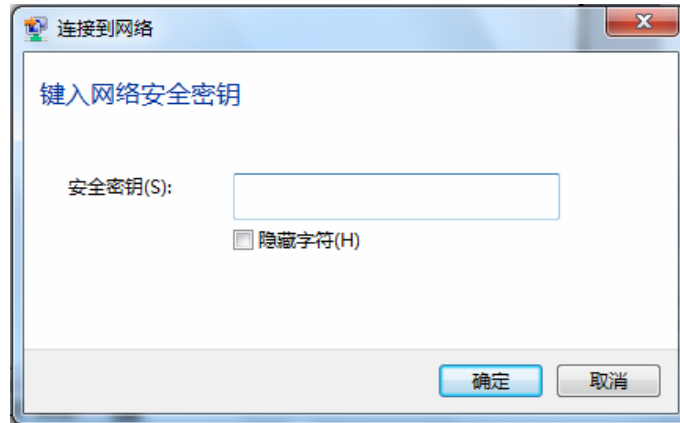 连接到网络
键入网络安全密钥
安全密钥(S):
隐藏字符(H)
确定
取消